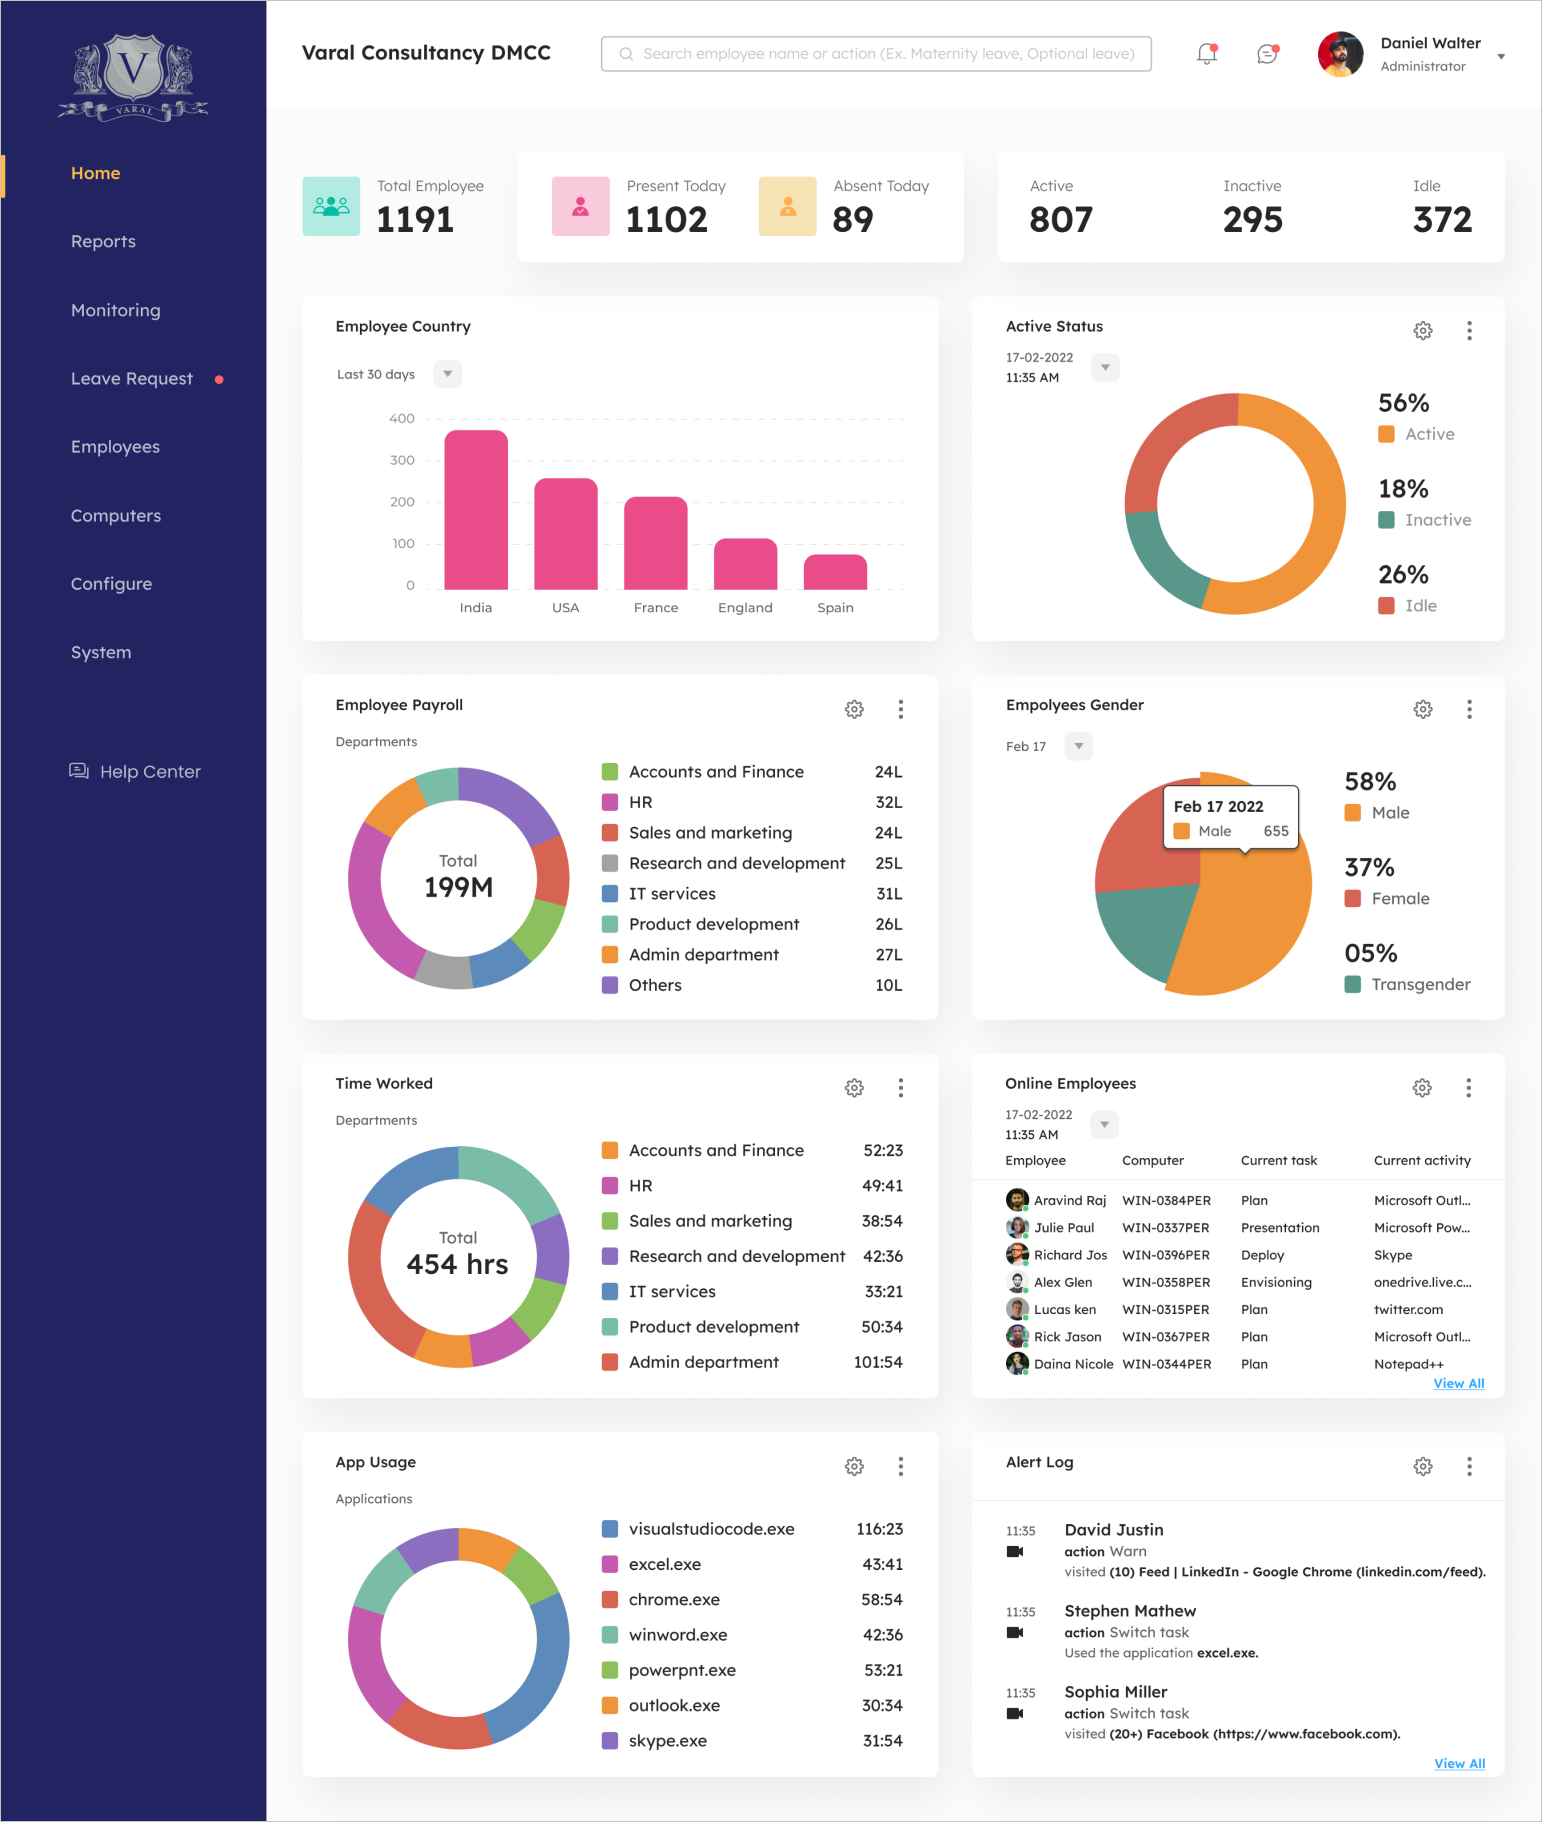 V
VARAL
Varal Consultancy DMCC
Search employee name or action (Ex. Maternity leave, Optional leave)
Daniel Walter
Administrator
Home
Reports
Monitoring
Leave Request
Employees
Computers
Configure
System
Help Center
Total Employee
1191
Present Today
1102
Absent Today
89
Active
807
Inactive
295
Idle
372
Employee Country
Last 30 days
400
300
200
100
0
India USA France England Spain
Active Status
17-02-2022
11:35 AM
56%
Active
18%
Inactive
26%
Idle
Employee Payroll
Departments
Total
199M
Accounts and Finance 24L
HR 32L
Sales and marketing 24L
Research and development 25L
IT services 31L
Product development 26L
Admin department 27L
Others 10L
Empolyees Gender
Feb 17
Feb 17 2022
Male 655
58%
Male
37%
Female
05%
Transgender
Time Worked
Departments
Total
454 hrs
Accounts and Finance 52:23
HR 49:41
Sales and marketing 38:54
Research and development 42:36
IT services 33:21
Product development 50:34
Admin department 101:54
Online Employees
17-02-2022
11:35 AM
Employee Computer Current task Current activity
Aravind Raj WIN-0384PER Plan Microsoft Outl...
Julie Paul WIN-0337PER Presentation Microsoft Pow...
Richard Jos WIN-0396PER Deploy Skype
Alex Glen WIN-0358PER Envisioning onedrive.live.c...
Lucas ken WIN-0315PER Plan twitter.com
Rick Jason WIN-0367PER Plan Microsoft Outl...
Daina Nicole WIN-0344PER Plan Notepad++
View All
App Usage
Applications
visualstudiocode.exe 116:23
excel.exe 43:41
chrome.exe 58:54
winword.exe 42:36
powerpnt.exe 53:21
outlook.exe 30:34
skype.exe 31:54
Alert Log
11:35 David Justin
action Warn
visited (10) Feed | LinkedIn - Google Chrome (linkedin.com/feed).
11:35 Stephen Mathew
action Switch task
Used the application excel.exe.
11:35 Sophia Miller
action Switch task
visited (20+) Facebook (https://www.facebook.com).
View All